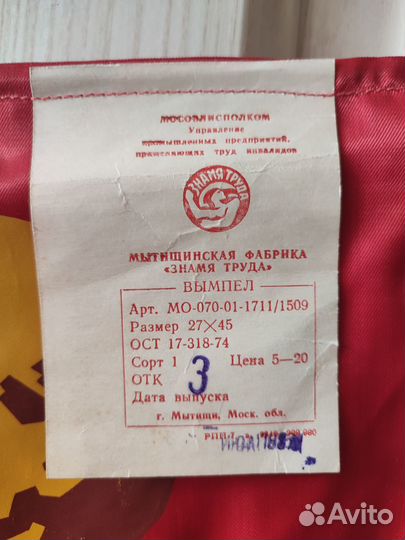 МОСОБЛИСПОЛКОМ
Управление
промышленных предприятий,
применяющих труд инвалидов
ЗНАМЯ ТРУДА
МЫТИЩИНСКАЯ ФАБРИКА
«ЗНАМЯ ТРУДА»
ВЫМПЕЛ
Арт. МО-070-01-1711/1509
Размер 27×45
ОСТ 17-318-74
Сорт 1 Цена 5—20
ОТК 3
Дата выпуска
г. Мытищи, Моск. обл.
Avito